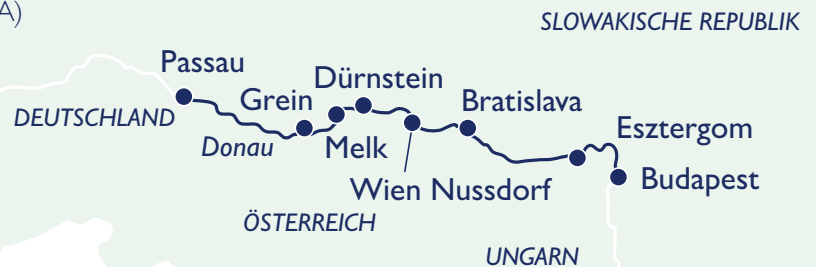 A)
SLOWAKISCHE REPUBLIK
Passau
Dürnstein
Grein
Bratislava
DEUTSCHLAND
Esztergom
Donau
Melk
Wien Nussdorf
Budapest
ÖSTERREICH
UNGARN